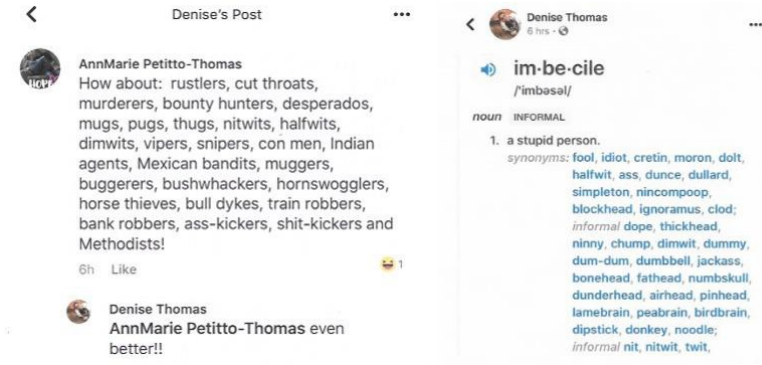 Denise's Post
AnnMarie Petitto-Thomas
How about: rustlers, cut throats,
murderers, bounty hunters, desperados,
mugs, pugs, thugs, nitwits, halfwits,
dimwits, vipers, snipers, con men, Indian
agents, Mexican bandits, muggers,
buggerers, bushwhackers, hornswogglers,
horse thieves, bull dykes, train robbers,
bank robbers, ass-kickers, shit-kickers and
Methodists!
6h Like
1
Denise Thomas
AnnMarie Petitto-Thomas even
better!!
Denise Thomas
6 hrs
im·be·cile
/ˈimbəsəl/
noun INFORMAL
1. a stupid person.
synonyms: fool, idiot, cretin, moron, dolt,
halfwit, ass, dunce, dullard,
simpleton, nincompoop,
blockhead, ignoramus, clod;
informal dope, thickhead,
ninny, chump, dimwit, dummy,
dum-dum, dumbbell, jackass,
bonehead, fathead, numbskull,
dunderhead, airhead, pinhead,
lamebrain, peabrain, birdbrain,
dipstick, donkey, noodle;
informal nit, nitwit, twit,